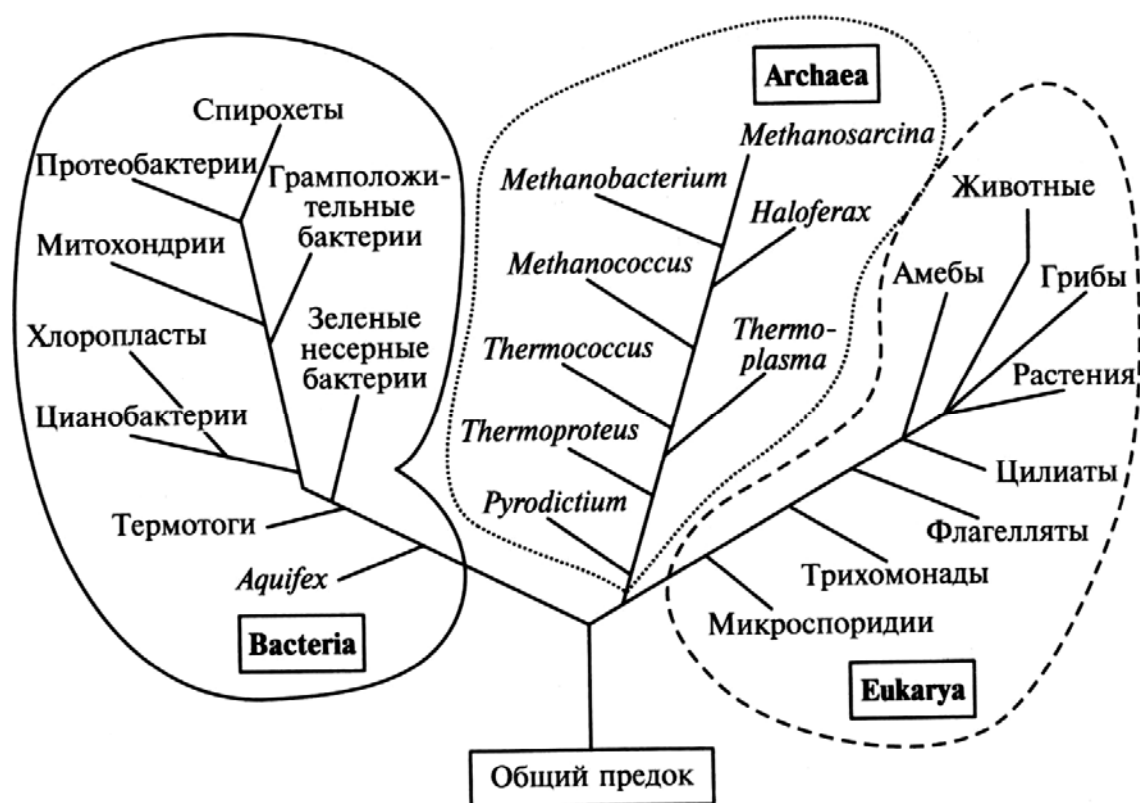 Archaea
Спирохеты
Methanosarcina
Протеобактерии
Грамположи-
тельные
бактерии
Methanobacterium
Животные
Haloferax
Митохондрии
Methanococcus
Амебы
Грибы
Хлоропласты
Зеленые
несерные
бактерии
Thermococcus
Thermo-
plasma
Растения
Цианобактерии
Thermoproteus
Цилиаты
Pyrodictium
Термотоги
Флагелляты
Трихомонады
Aquifex
Микроспоридии
Bacteria
Eukarya
Общий предок